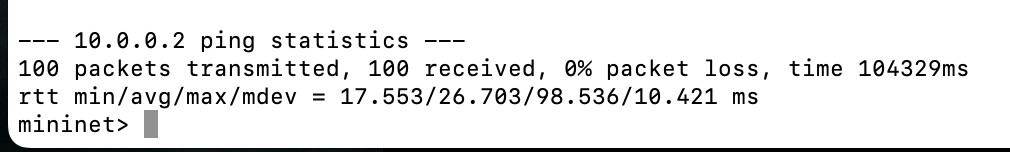 --- 10.0.0.2 ping statistics ---
100 packets transmitted, 100 received, 0% packet loss, time 104329ms
rtt min/avg/max/mdev = 17.553/26.703/98.536/10.421 ms
mininet>